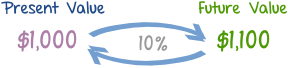 Present Value Future Value
$1,000 10% $1,100